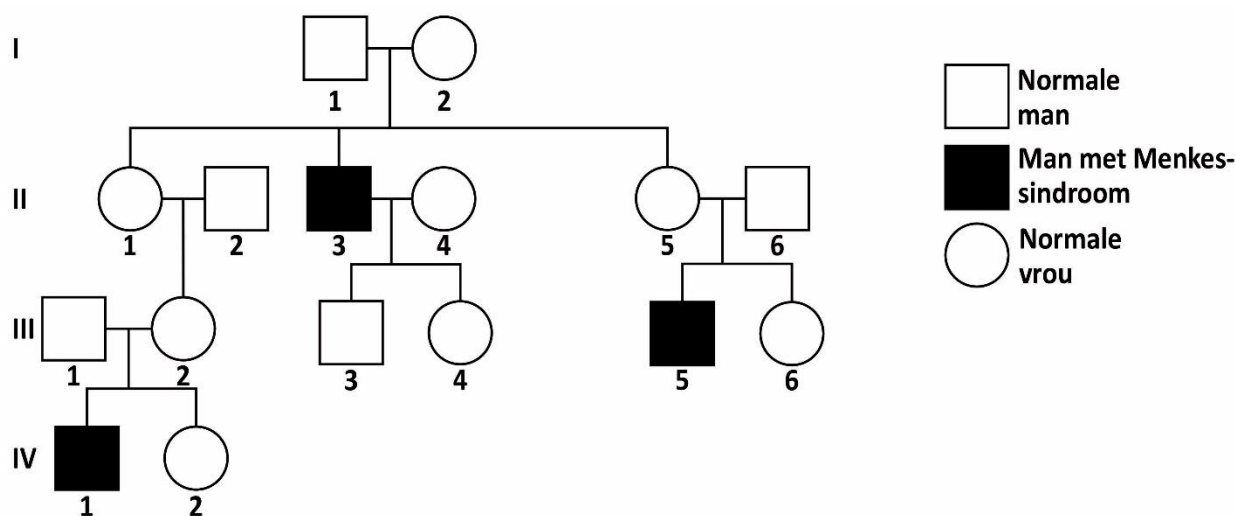 I
1 2
Normale
man
Man met Menkes-
sindroom
II
1 2 3 4 5 6
Normale
vrou
III
1 2 3 4 5 6
IV
1 2